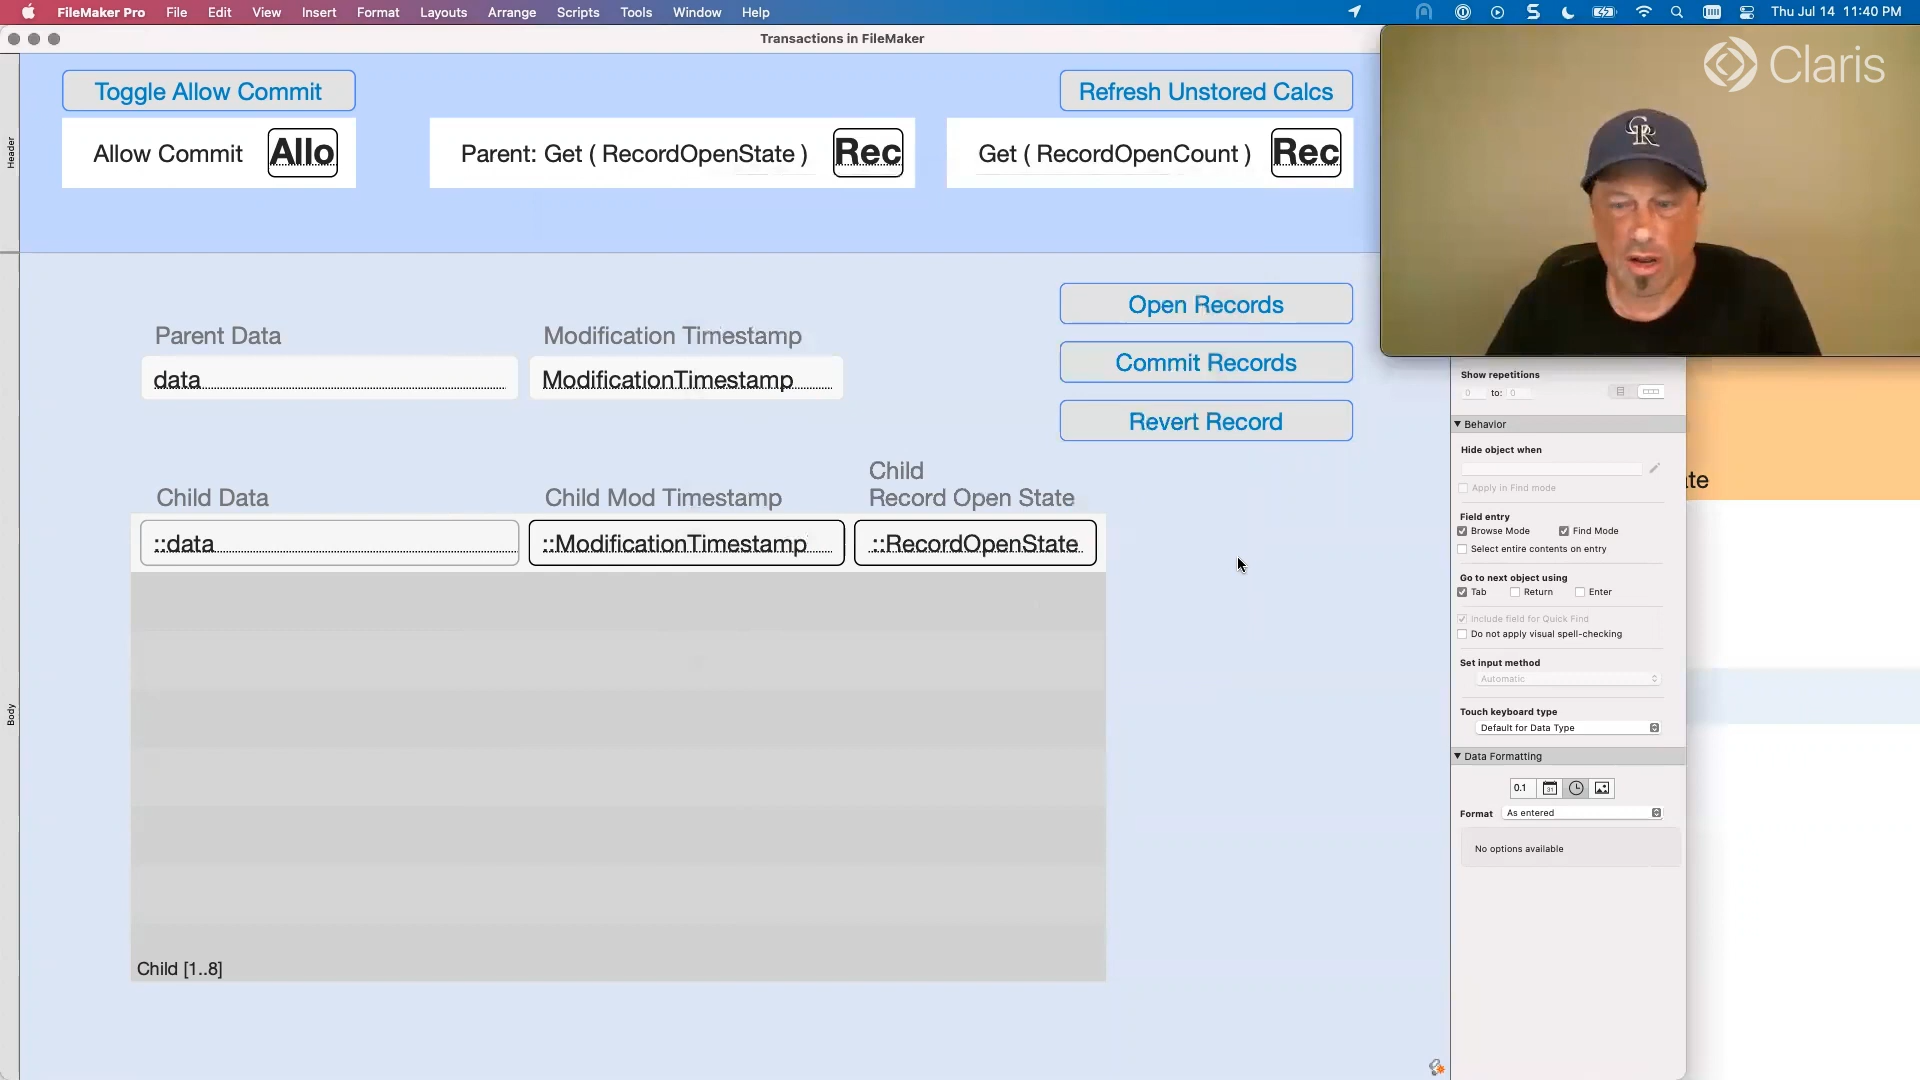 FileMaker Pro File Edit View Insert Format Layouts Arrange Scripts Tools Window Help Thu Jul 14 11:40 PM
Transactions in FileMaker
Claris
Toggle Allow Commit
Refresh Unstored Calcs
Header
Allow Commit Allo
Parent: Get ( RecordOpenState ) Rec
Get ( RecordOpenCount ) Rec
Open Records
Parent Data
Modification Timestamp
Commit Records
data
ModificationTimestamp
Revert Record
Child
Child Data
Child Mod Timestamp
Record Open State
::data
::ModificationTimestamp
::RecordOpenState
Body
Child [1..8]
Show repetitions
0 to: 0
Behavior
Hide object when
Apply in Find mode
Field entry
Browse Mode Find Mode
Select entire contents on entry
Go to next object using
Tab Return Enter
Include field for Quick Find
Do not apply visual spell-checking
Set input method
Automatic
Touch keyboard type
Default for Data Type
Data Formatting
0.1 31
Format As entered
No options available